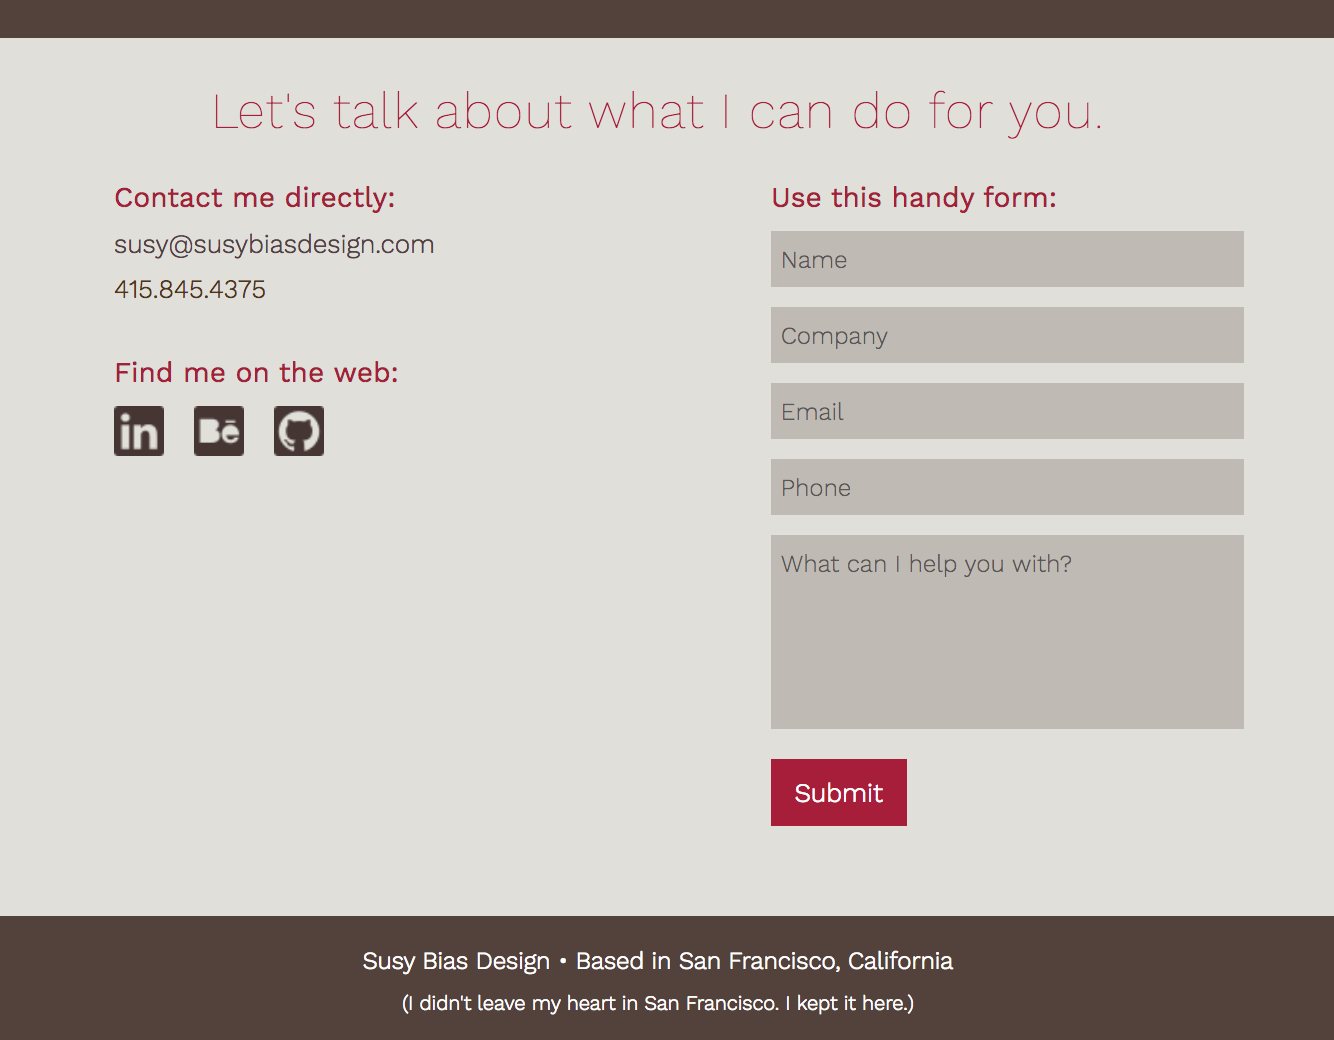 Let's talk about what I can do for you.
Contact me directly:
susy@susybiasdesign.com
415.845.4375
Find me on the web:
in
Bē
Use this handy form:
Name
Company
Email
Phone
What can I help you with?
Submit
Susy Bias Design • Based in San Francisco, California
(I didn't leave my heart in San Francisco. I kept it here.)